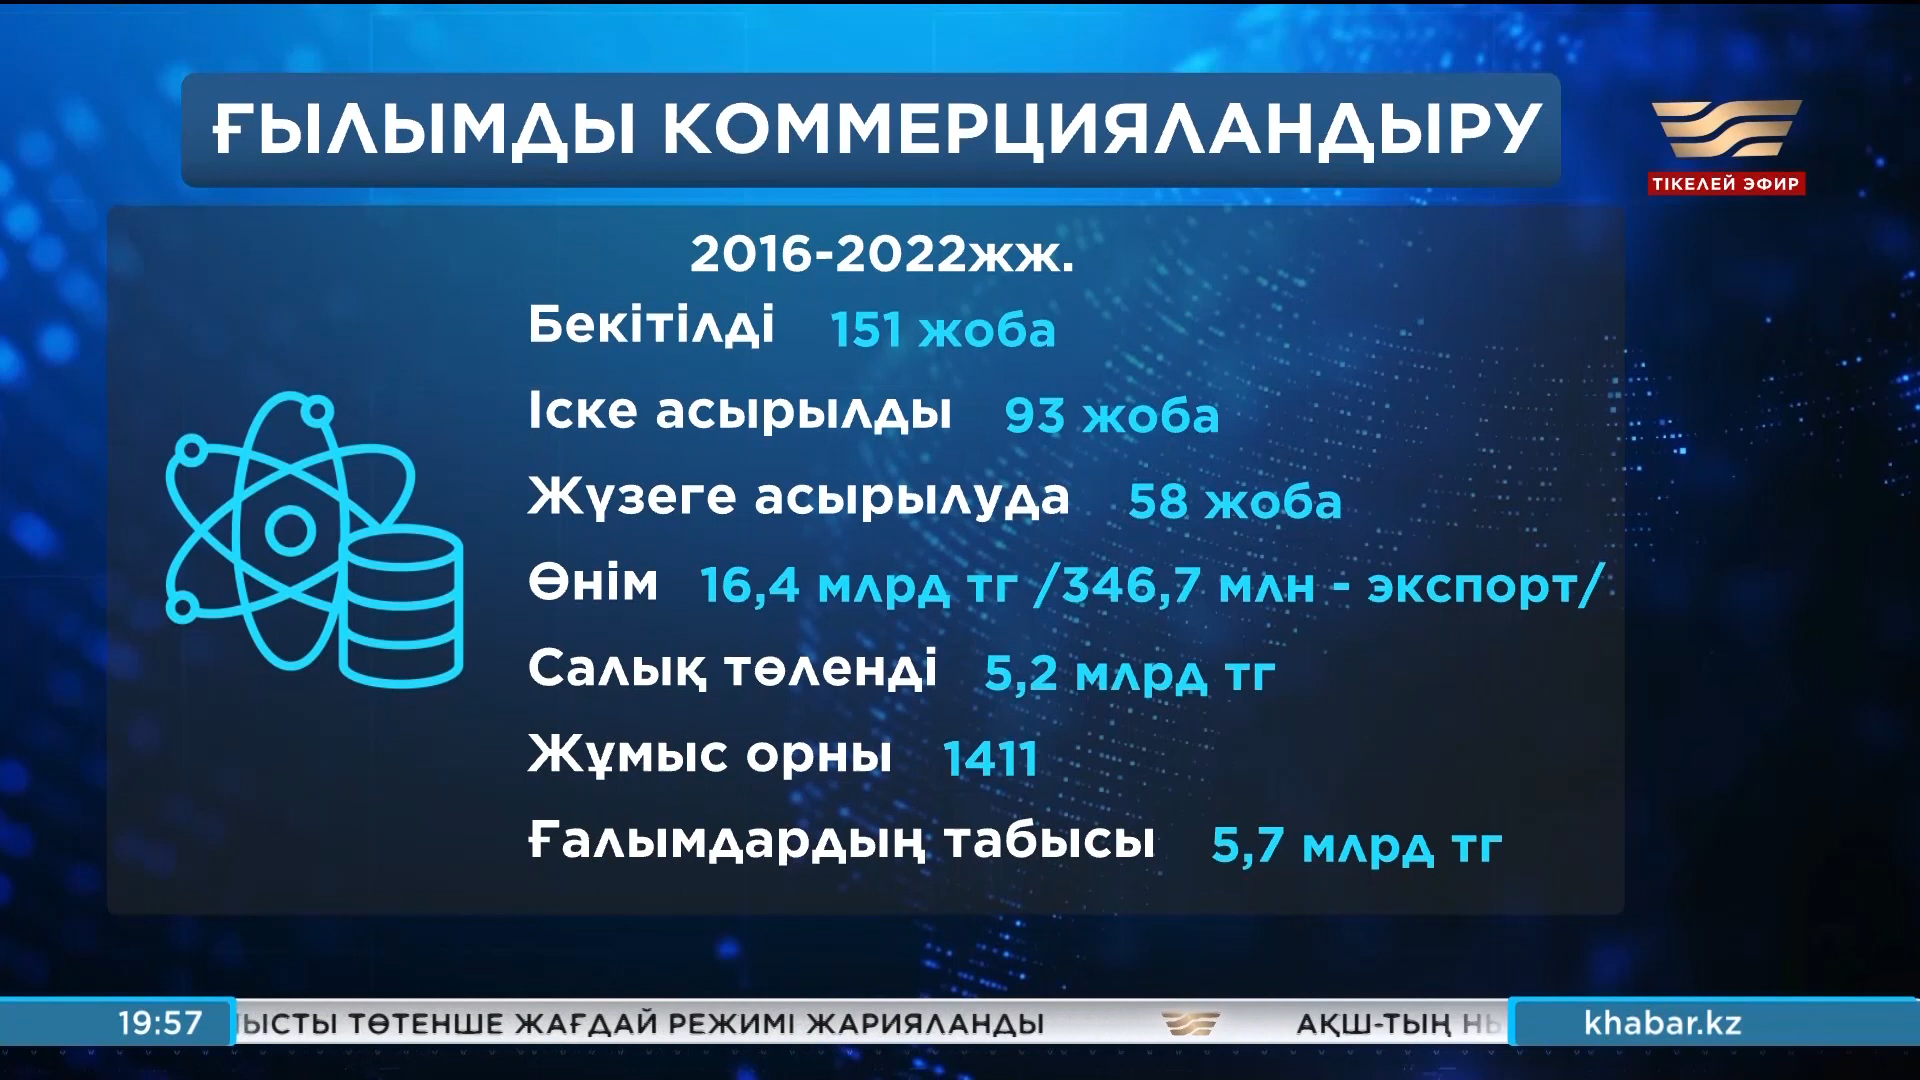 ҒЫЛЫМДЫ КОММЕРЦИЯЛАНДЫРУ
ТІКЕЛЕЙ ЭФИР
2016-2022жж.
Бекітілді 151 жоба
Іске асырылды 93 жоба
Жүзеге асырылуда 58 жоба
Өнім 16,4 млрд тг /346,7 млн - экспорт/
Салық төленді 5,2 млрд тг
Жұмыс орны 1411
Ғалымдардың табысы 5,7 млрд тг
19:57 ТӨТЕНШЕ ЖАҒДАЙ РЕЖИМІ ЖАРИЯЛАНДЫ АҚШ-ТЫҢ khabar.kz